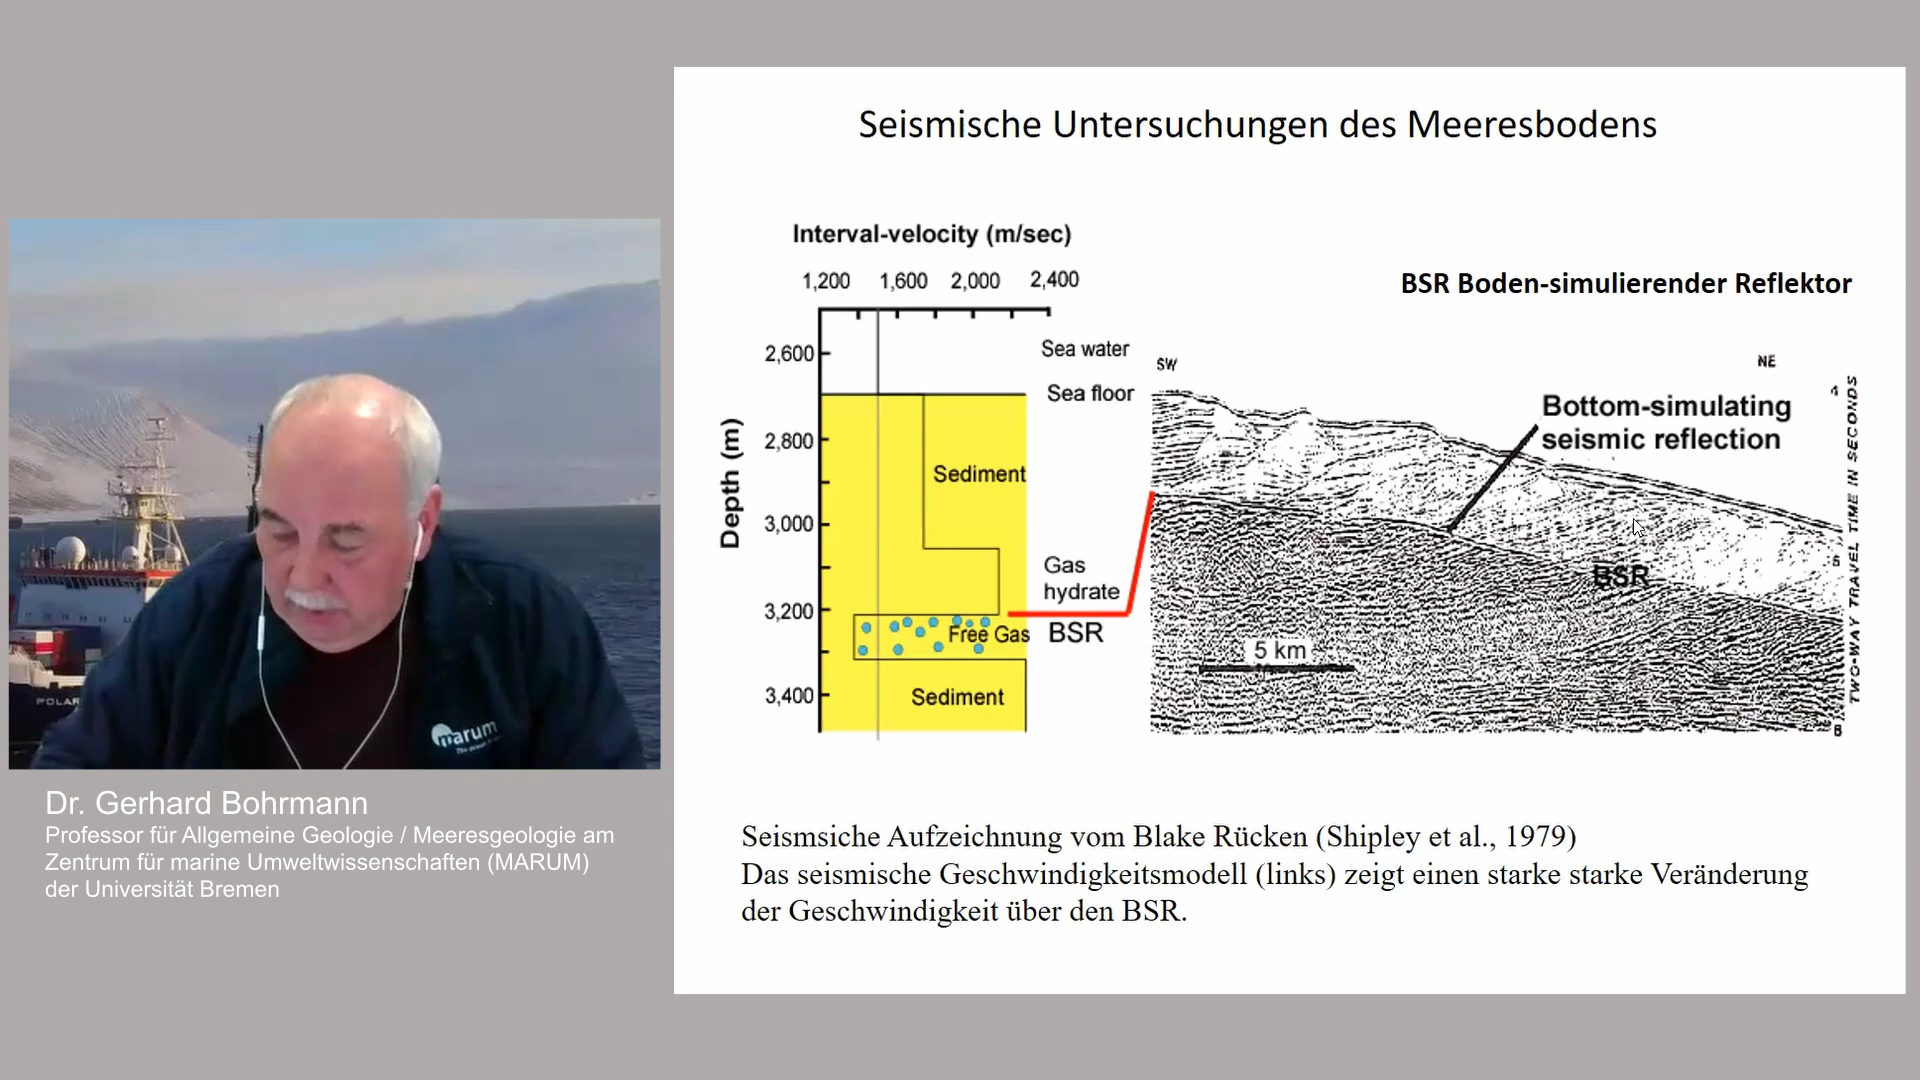 Seismische Untersuchungen des Meeresbodens
Interval-velocity (m/sec)
1,200 1,600 2,000 2,400
BSR Boden-simulierender Reflektor
Depth (m)
2,600
2,800
3,000
3,200
3,400
Sea water
Sea floor
Sediment
Gas
hydrate
Free Gas
BSR
Sediment
SW
NE
Bottom-simulating
seismic reflection
BSR
5 km
4
5
6
TWO-WAY TRAVEL TIME IN SECONDS
Seismsiche Aufzeichnung vom Blake Rücken (Shipley et al., 1979)
Das seismische Geschwindigkeitsmodell (links) zeigt einen starke starke Veränderung
der Geschwindigkeit über den BSR.
POLAR
marum
Dr. Gerhard Bohrmann
Professor für Allgemeine Geologie / Meeresgeologie am
Zentrum für marine Umweltwissenschaften (MARUM)
der Universität Bremen